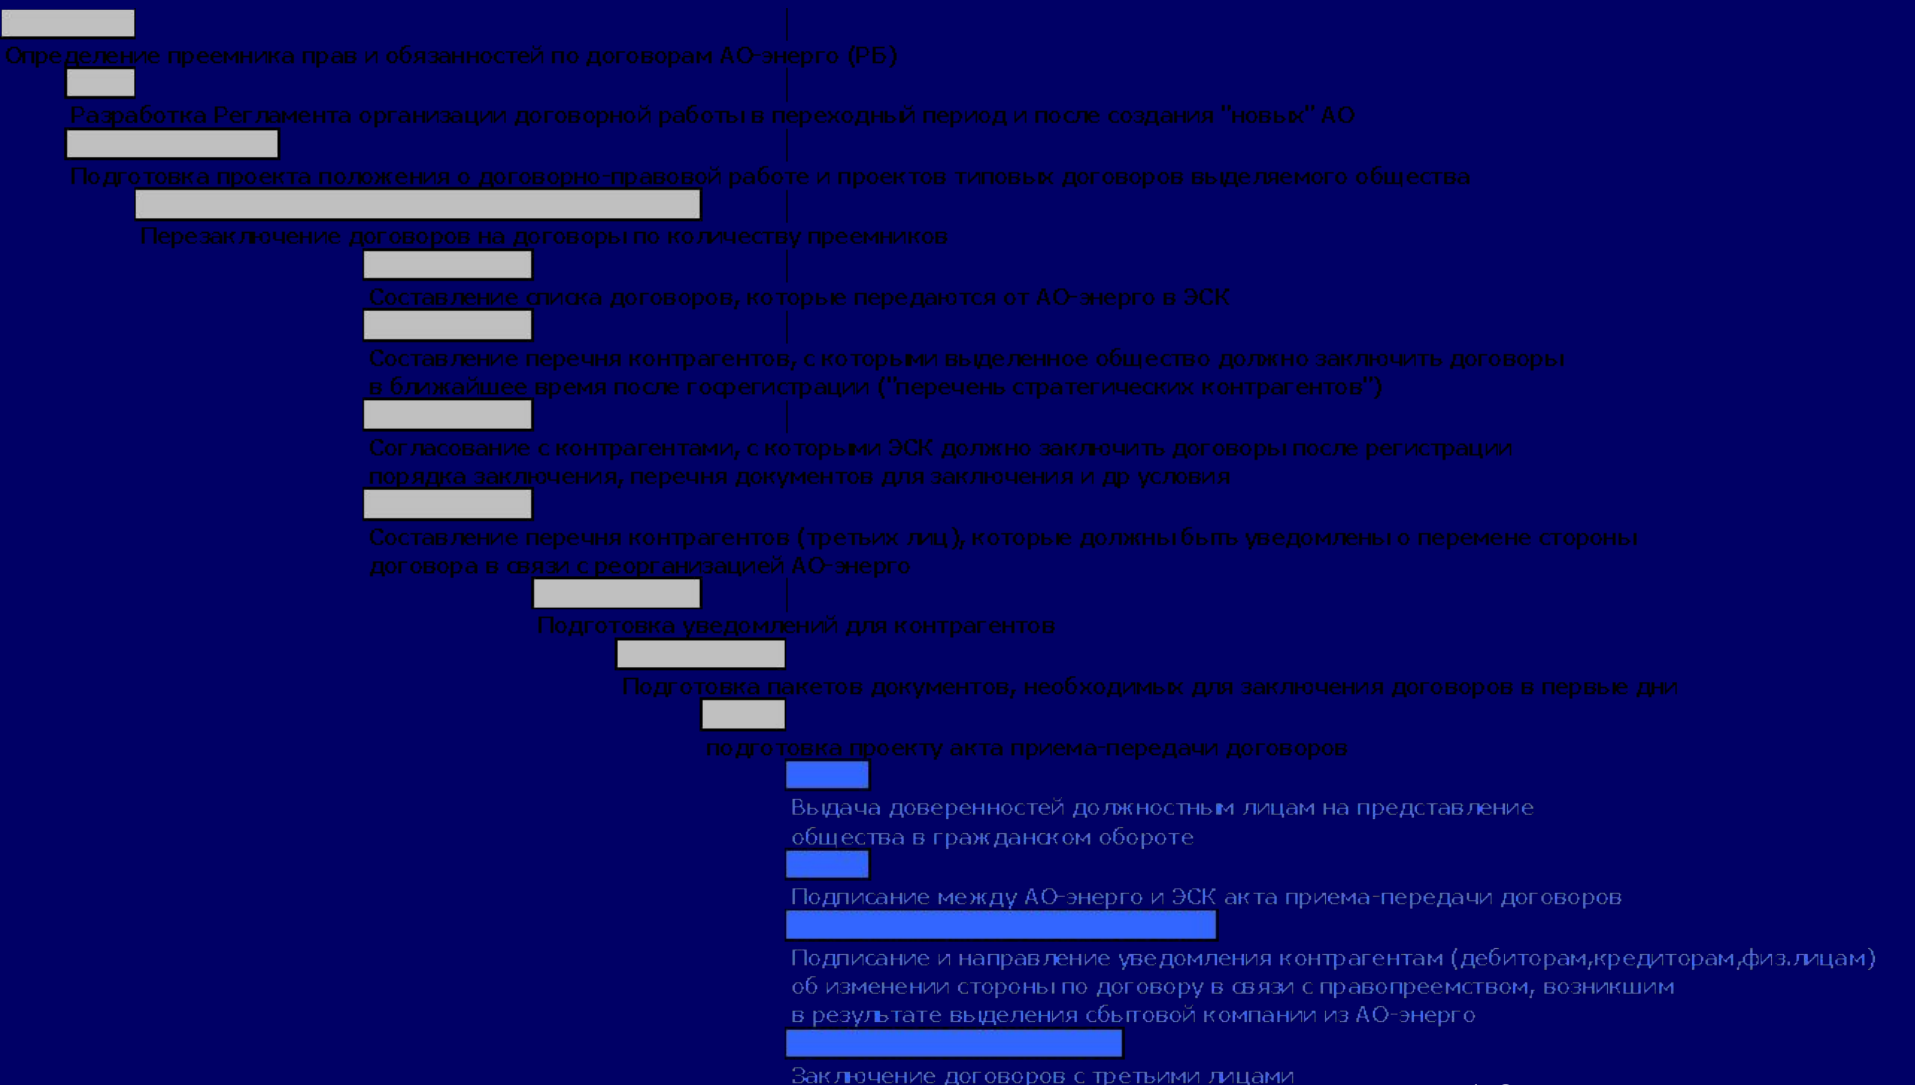 Определение преемника прав и обязанностей по договорам АО-энерго (РБ)
Разработка Регламента организации договорной работы в переходный период и после создания "новых" АО
Подготовка проекта положения о договорно-правовой работе и проектов типовых договоров выделяемого общества
Перезаключение договоров на договоры по количеству преемников
Составление списка договоров, которые передаются от АО-энерго в ЭСК
Составление перечня контрагентов, с которыми выделенное общество должно заключить договоры
в ближайшее время после госрегистрации ("перечень стратегических контрагентов")
Согласование с контрагентами, с которыми ЭСК должно заключить договоры после регистрации
порядка заключения, перечня документов для заключения и др условия
Составление перечня контрагентов (третьих лиц), которые должны быть уведомлены о перемене стороны
договора в связи с реорганизацией АО-энерго
Подготовка уведомлений для контрагентов
Подготовка пакетов документов, необходимых для заключения договоров в первые дни
подготовка проекту акта приема-передачи договоров
Выдача доверенностей должностным лицам на представление
общества в гражданском обороте
Подписание между АО-энерго и ЭСК акта приема-передачи договоров
Подписание и направление уведомления контрагентам (дебиторам,кредиторам,физ.лицам)
об изменении стороны по договору в связи с правопреемством, возникшим
в результате выделения сбытовой компании из АО-энерго
Заключение договоров с третьими лицами